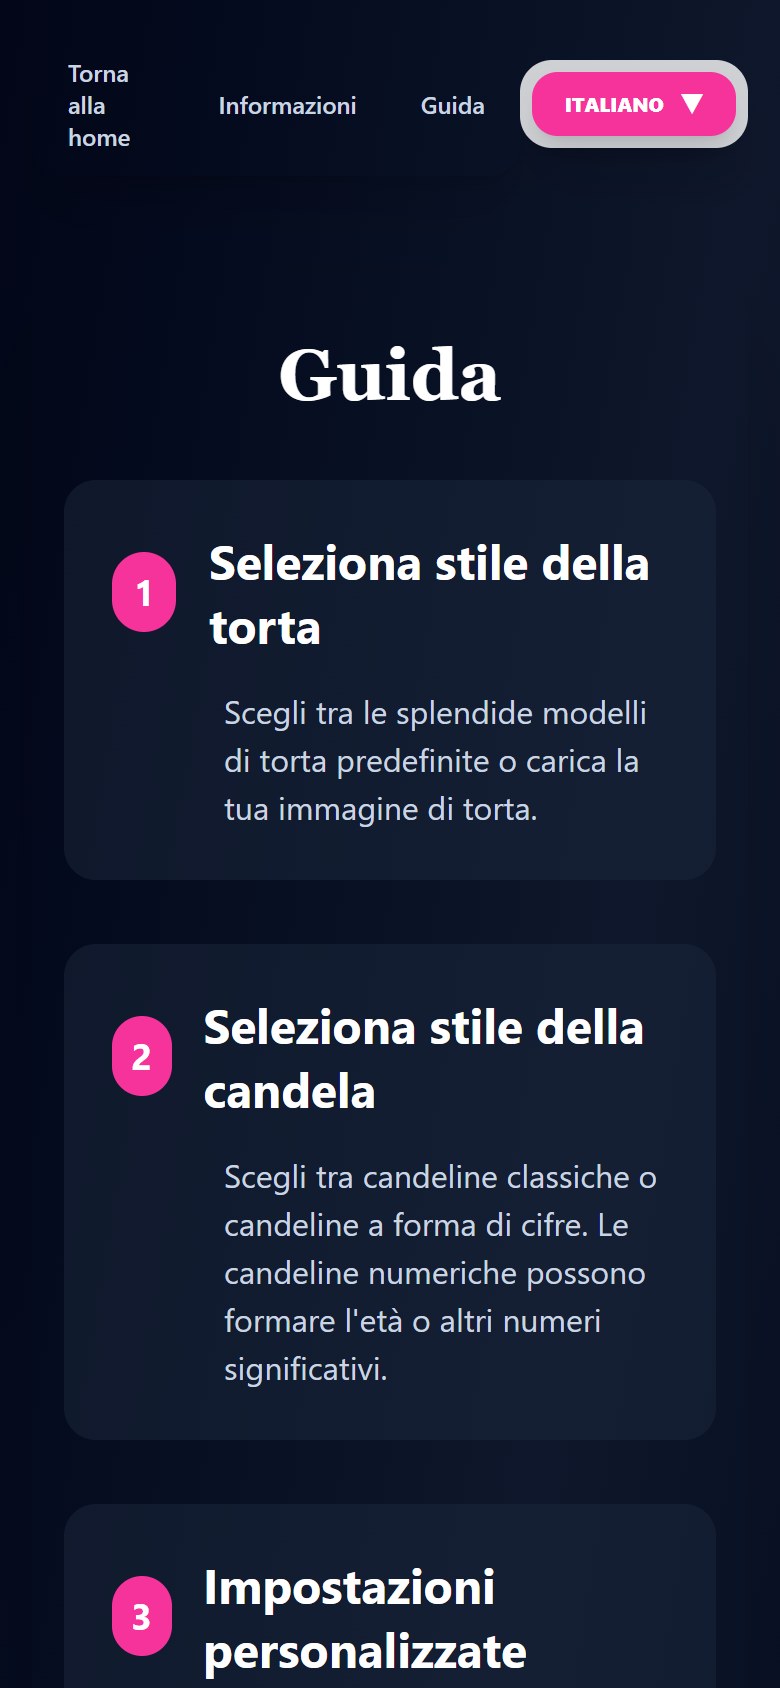 Torna
alla
home
Informazioni
Guida
ITALIANO ▼
Guida
1
Seleziona stile della
torta
Scegli tra le splendide modelli
di torta predefinite o carica la
tua immagine di torta.
2
Seleziona stile della
candela
Scegli tra candeline classiche o
candeline a forma di cifre. Le
candeline numeriche possono
formare l'età o altri numeri
significativi.
3
Impostazioni
personalizzate